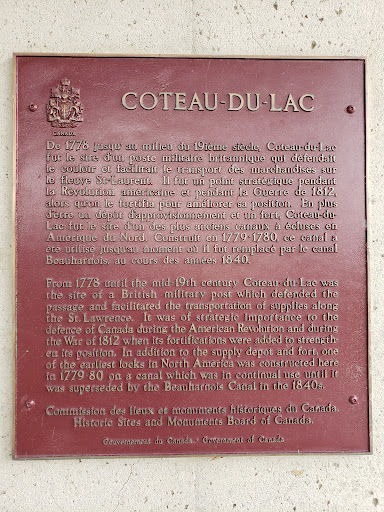 CANADA
COTEAU-DU-LAC
De 1778 jusqu'au milieu du 19ième siècle, Coteau-du-Lac
fut le site d'un poste militaire britannique qui défendait
le couloir et facilitait le transport des marchandises sur
le fleuve St-Laurent. Il fut un point stratégique pendant
la Révolution américaine et pendant la Guerre de 1812,
alors qu'on le fortifia pour améliorer sa position. En plus
d'être un dépôt d'approvisionnement et un fort, Coteau-du-
Lac fut le site d'un des plus anciens canaux à écluses en
Amérique du Nord. Construit en 1779-1780, ce canal a
été utilisé jusqu'au moment où il fut remplacé par le canal
Beauharnois, au cours des années 1840.
From 1778 until the mid-19th century Coteau-du-Lac was
the site of a British military post which defended the
passage and facilitated the transportation of supplies along
the St. Lawrence. It was of strategic importance to the
defence of Canada during the American Revolution and during
the War of 1812 when its fortifications were added to strength
en its position. In addition to the supply depot and fort, one
of the earliest locks in North America was constructed here
in 1779-80 on a canal which was in continual use until it
was superseded by the Beauharnois Canal in the 1840s.
Commission des lieux et monuments historiques du Canada.
Historic Sites and Monuments Board of Canada.
Gouvernement du Canada - Government of Canada